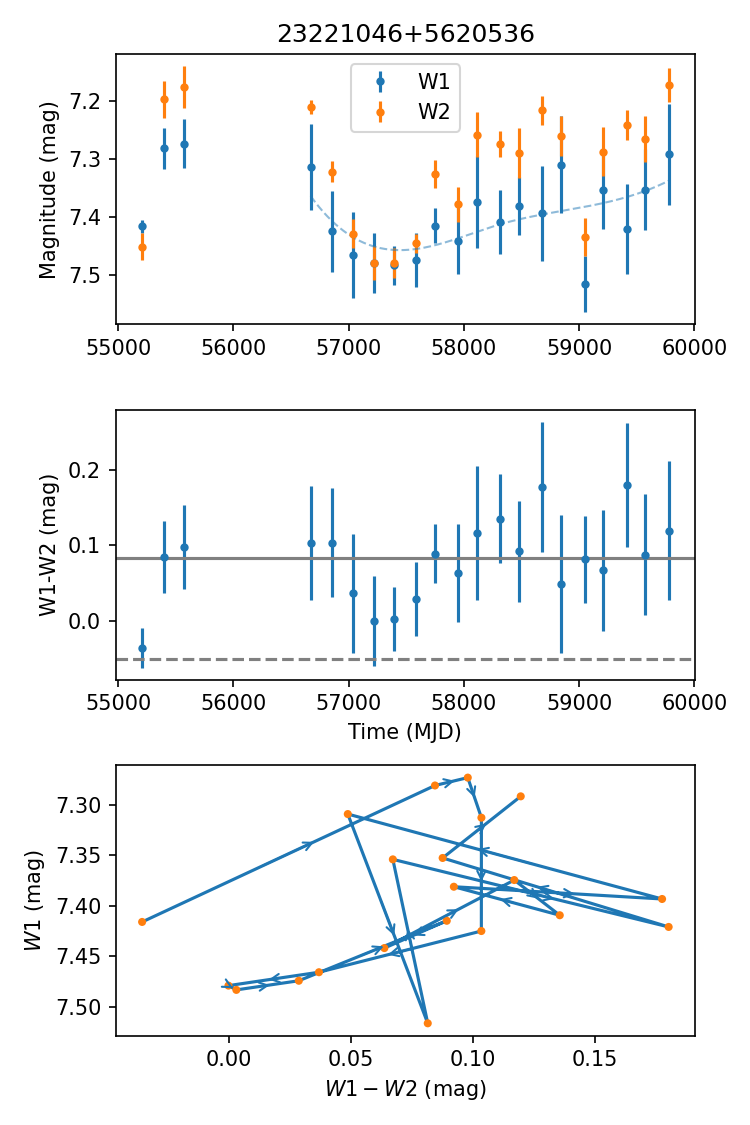 23221046+5620536
W1
W2
7.2
7.3
7.4
7.5
Magnitude (mag)
55000 56000 57000 58000 59000 60000
0.2
0.1
0.0
W1-W2 (mag)
55000 56000 57000 58000 59000 60000
Time (MJD)
7.30
7.35
7.40
7.45
7.50
W1 (mag)
0.00 0.05 0.10 0.15
W1 − W2 (mag)